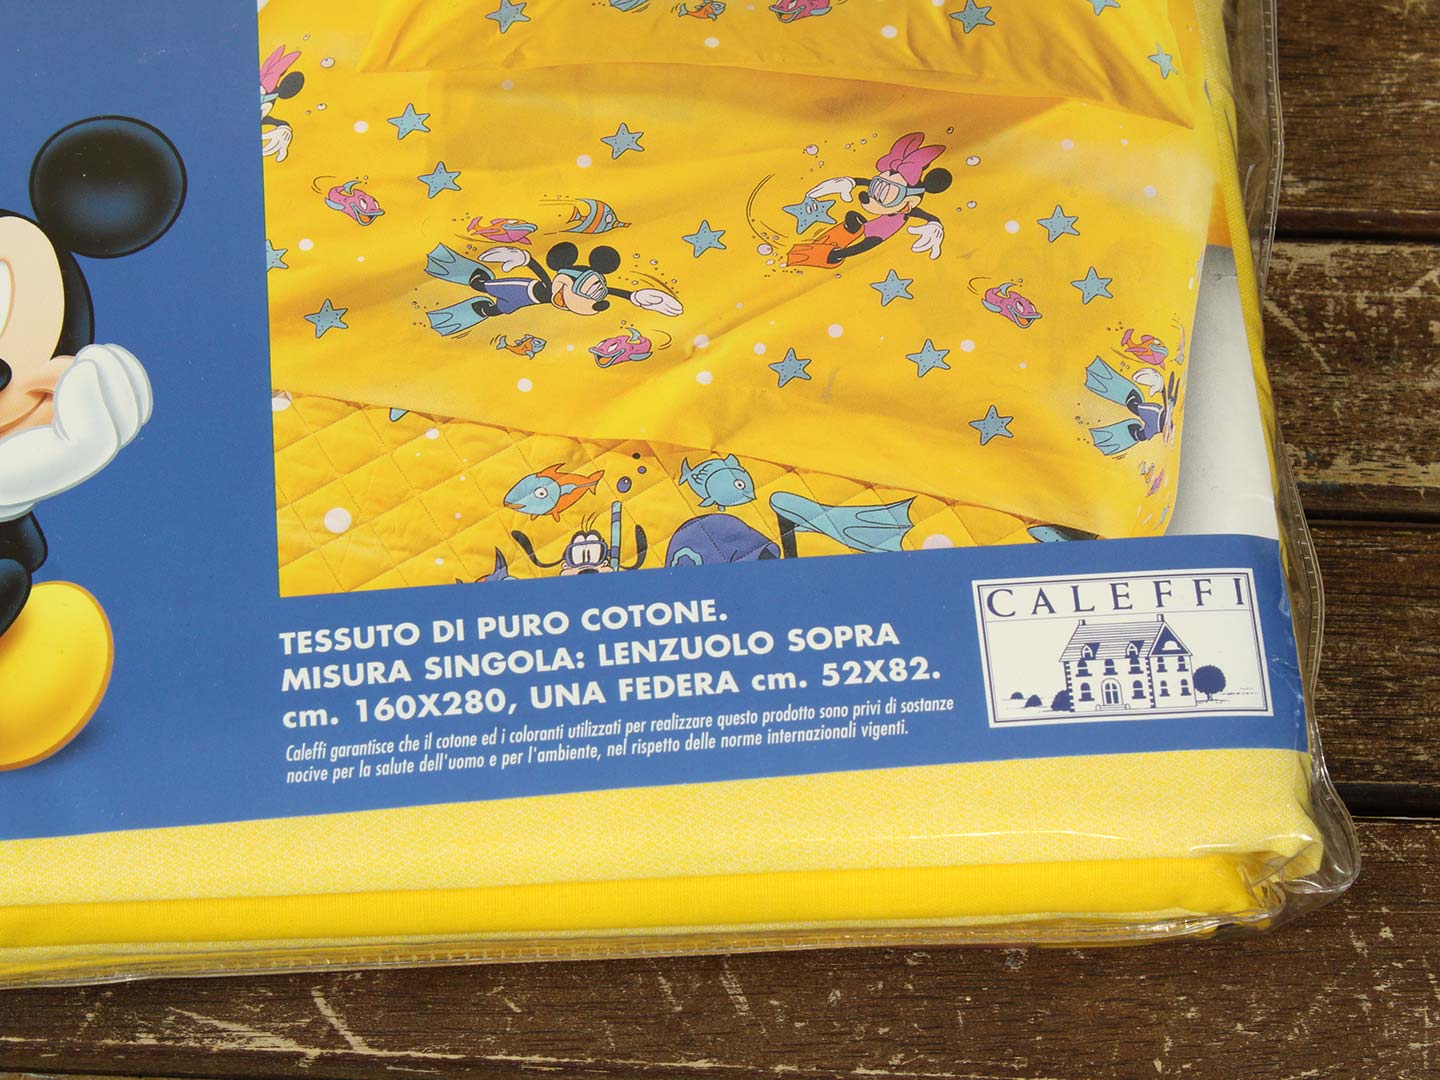 TESSUTO DI PURO COTONE.
MISURA SINGOLA: LENZUOLO SOPRA
cm. 160X280, UNA FEDERA cm. 52X82.
Caleffi garantisce che il cotone ed i coloranti utilizzati per realizzare questo prodotto sono privi di sostanze
nocive per la salute dell'uomo e per l'ambiente, nel rispetto delle norme internazionali vigenti.
CALEFFI